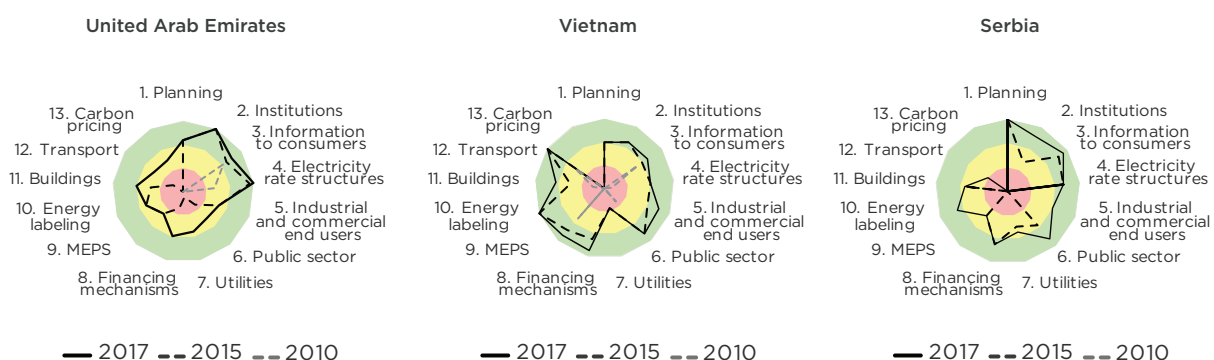 United Arab Emirates
1. Planning
2. Institutions
3. Information
to consumers
4. Electricity
rate structures
5. Industrial
and commercial
end users
6. Public sector
7. Utilities
8. Financing
mechanisms
9. MEPS
10. Energy
labeling
11. Buildings
12. Transport
13. Carbon
pricing
2017 2015 2010
Vietnam
1. Planning
2. Institutions
3. Information
to consumers
4. Electricity
rate structures
5. Industrial
and commercial
end users
6. Public sector
7. Utilities
8. Financing
mechanisms
9. MEPS
10. Energy
labeling
11. Buildings
12. Transport
13. Carbon
pricing
2017 2015 2010
Serbia
1. Planning
2. Institutions
3. Information
to consumers
4. Electricity
rate structures
5. Industrial
and commercial
end users
6. Public sector
7. Utilities
8. Financing
mechanisms
9. MEPS
10. Energy
labeling
11. Buildings
12. Transport
13. Carbon
pricing
2017 2015 2010